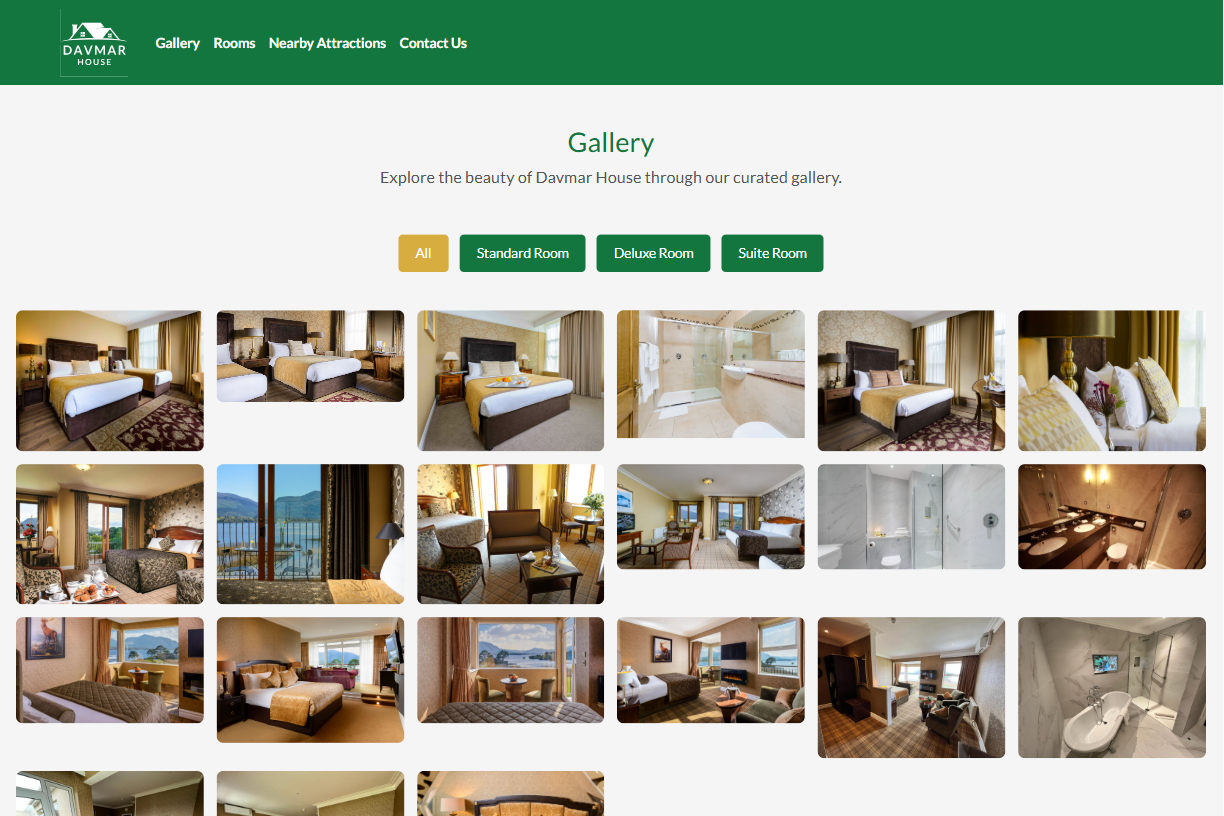 DAVMAR
HOUSE
Gallery Rooms Nearby Attractions Contact Us
Gallery
Explore the beauty of Davmar House through our curated gallery.
All Standard Room Deluxe Room Suite Room